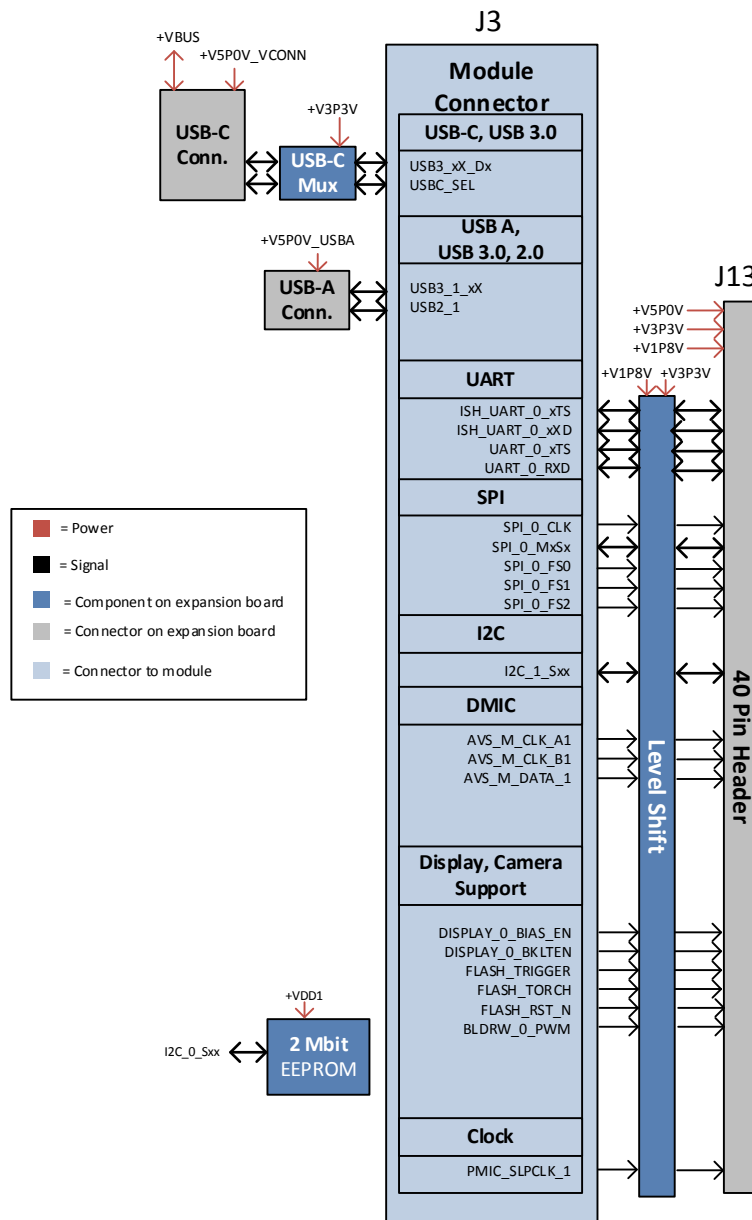 J3
+VBUS
+V5P0V_VCONN
Module
Connector
+V3P3V
USB-C
Conn.
USB-C
Mux
USB-C, USB 3.0
USB3_xX_Dx
USBC_SEL
USB A,
USB 3.0, 2.0
+V5P0V_USBA
USB-A
Conn.
USB3_1_xX
USB2_1
J13
+V5P0V
+V3P3V
+V1P8V
+V1P8V
+V3P3V
UART
ISH_UART_0_xTS
ISH_UART_0_xXD
UART_0_xTS
UART_0_RXD
SPI
SPI_0_CLK
SPI_0_MxSx
SPI_0_FS0
SPI_0_FS1
SPI_0_FS2
= Power
= Signal
= Component on expansion board
= Connector on expansion board
= Connector to module
I2C
I2C_1_Sxx
DMIC
AVS_M_CLK_A1
AVS_M_CLK_B1
AVS_M_DATA_1
Level Shift
40 Pin Header
Display, Camera
Support
DISPLAY_0_BIAS_EN
DISPLAY_0_BKLTEN
FLASH_TRIGGER
FLASH_TORCH
FLASH_RST_N
BLDRW_0_PWM
+VDD1
I2C_0_Sxx
2 Mbit
EEPROM
Clock
PMIC_SLPCLK_1